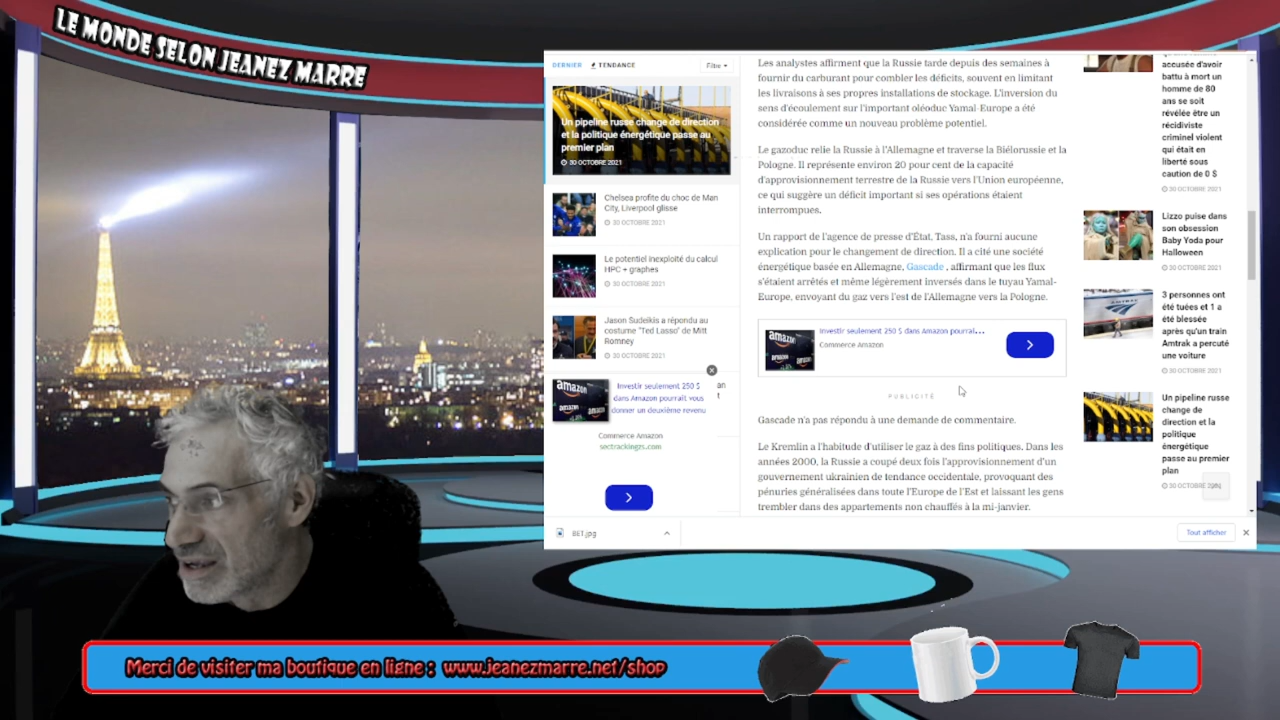 LE MONDE SELON JEANEZ MARRE
DERNIER
TENDANCE
Filtre
Un pipeline russe change de direction
et la politique énergétique passe au
premier plan
30 OCTOBRE 2021
Chelsea profite du choc de Man
City, Liverpool glisse
30 OCTOBRE 2021
Le potentiel inexploité du calcul
HPC + graphes
30 OCTOBRE 2021
Jason Sudeikis a répondu au
costume "Ted Lasso" de Mitt
Romney
30 OCTOBRE 2021
an
t
amazon
Investir seulement 250 $
dans Amazon pourrait vous
donner un deuxième revenu
Commerce Amazon
sectrackingzs.com
BET.jpg
Les analystes affirment que la Russie tarde depuis des semaines à
fournir du carburant pour combler les déficits, souvent en limitant
les livraisons à ses propres installations de stockage. L'inversion du
sens d'écoulement sur l'important oléoduc Yamal-Europe a été
considérée comme un nouveau problème potentiel.
Le gazoduc relie la Russie à l'Allemagne et traverse la Biélorussie et la
Pologne. Il représente environ 20 pour cent de la capacité
d'approvisionnement terrestre de la Russie vers l'Union européenne,
ce qui suggère un déficit important si ses opérations étaient
interrompues.
Un rapport de l'agence de presse d'État, Tass, n'a fourni aucune
explication pour le changement de direction. Il a cité une société
énergétique basée en Allemagne, Gascade , affirmant que les flux
s'étaient arrêtés et même légèrement inversés dans le tuyau Yamal-
Europe, envoyant du gaz vers l'est de l'Allemagne vers la Pologne.
Investir seulement 250 $ dans Amazon pourrai...
Commerce Amazon
PUBLICITÉ
Gascade n'a pas répondu à une demande de commentaire.
Le Kremlin a l'habitude d'utiliser le gaz à des fins politiques. Dans les
années 2000, la Russie a coupé deux fois l'approvisionnement d'un
gouvernement ukrainien de tendance occidentale, provoquant des
pénuries généralisées dans toute l'Europe de l'Est et laissant les gens
trembler dans des appartements non chauffés à la mi-janvier.
accusée d'avoir
battu à mort un
homme de 80
ans se soit
révélée être un
récidiviste
criminel violent
qui était en
liberté sous
caution de 0 $
30 OCTOBRE 2021
Lizzo puise dans
son obsession
Baby Yoda pour
Halloween
30 OCTOBRE 2021
3 personnes ont
été tuées et 1 a
été blessée
après qu'un train
Amtrak a percuté
une voiture
30 OCTOBRE 2021
Un pipeline russe
change de
direction et la
politique
énergétique
passe au premier
plan
30 OCTOBRE 2021
Tout afficher
Merci de visiter ma boutique en ligne : www.jeanezmarre.net/shop